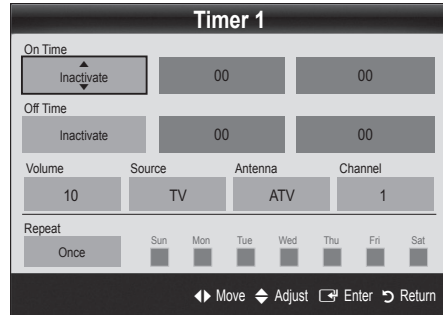 Timer 1
On Time
Inactivate 00 00
Off Time
Inactivate 00 00
Volume Source Antenna Channel
10 TV ATV 1
Repeat Sun Mon Tue Wed Thu Fri Sat
Once
Move Adjust Enter Return